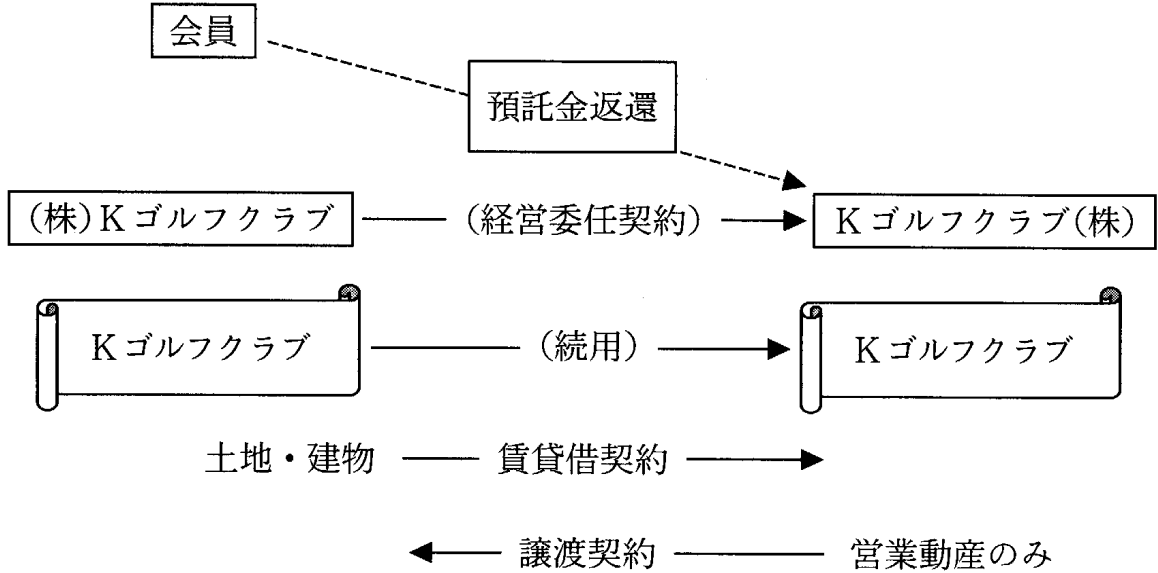 会員
預託金返還
(株)Kゴルフクラブ (経営委任契約) Kゴルフクラブ(株)
Kゴルフクラブ (続用) Kゴルフクラブ
土地・建物 賃貸借契約
譲渡契約 営業動産のみ